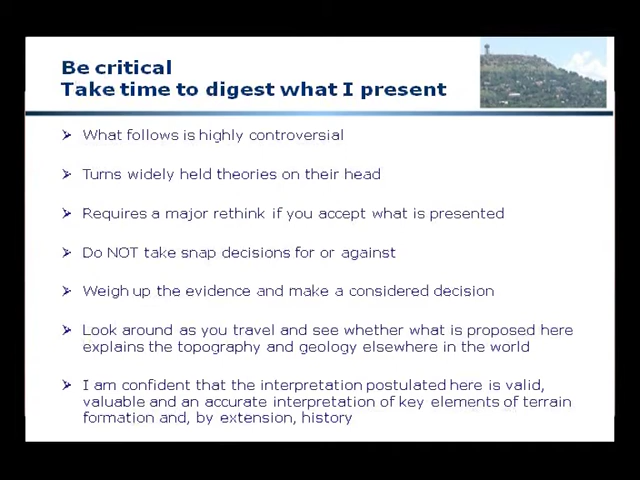 Be critical
Take time to digest what I present
What follows is highly controversial
Turns widely held theories on their head
Requires a major rethink if you accept what is presented
Do NOT take snap decisions for or against
Weigh up the evidence and make a considered decision
Look around as you travel and see whether what is proposed here
explains the topography and geology elsewhere in the world
I am confident that the interpretation postulated here is valid,
valuable and an accurate interpretation of key elements of terrain
formation and, by extension, history